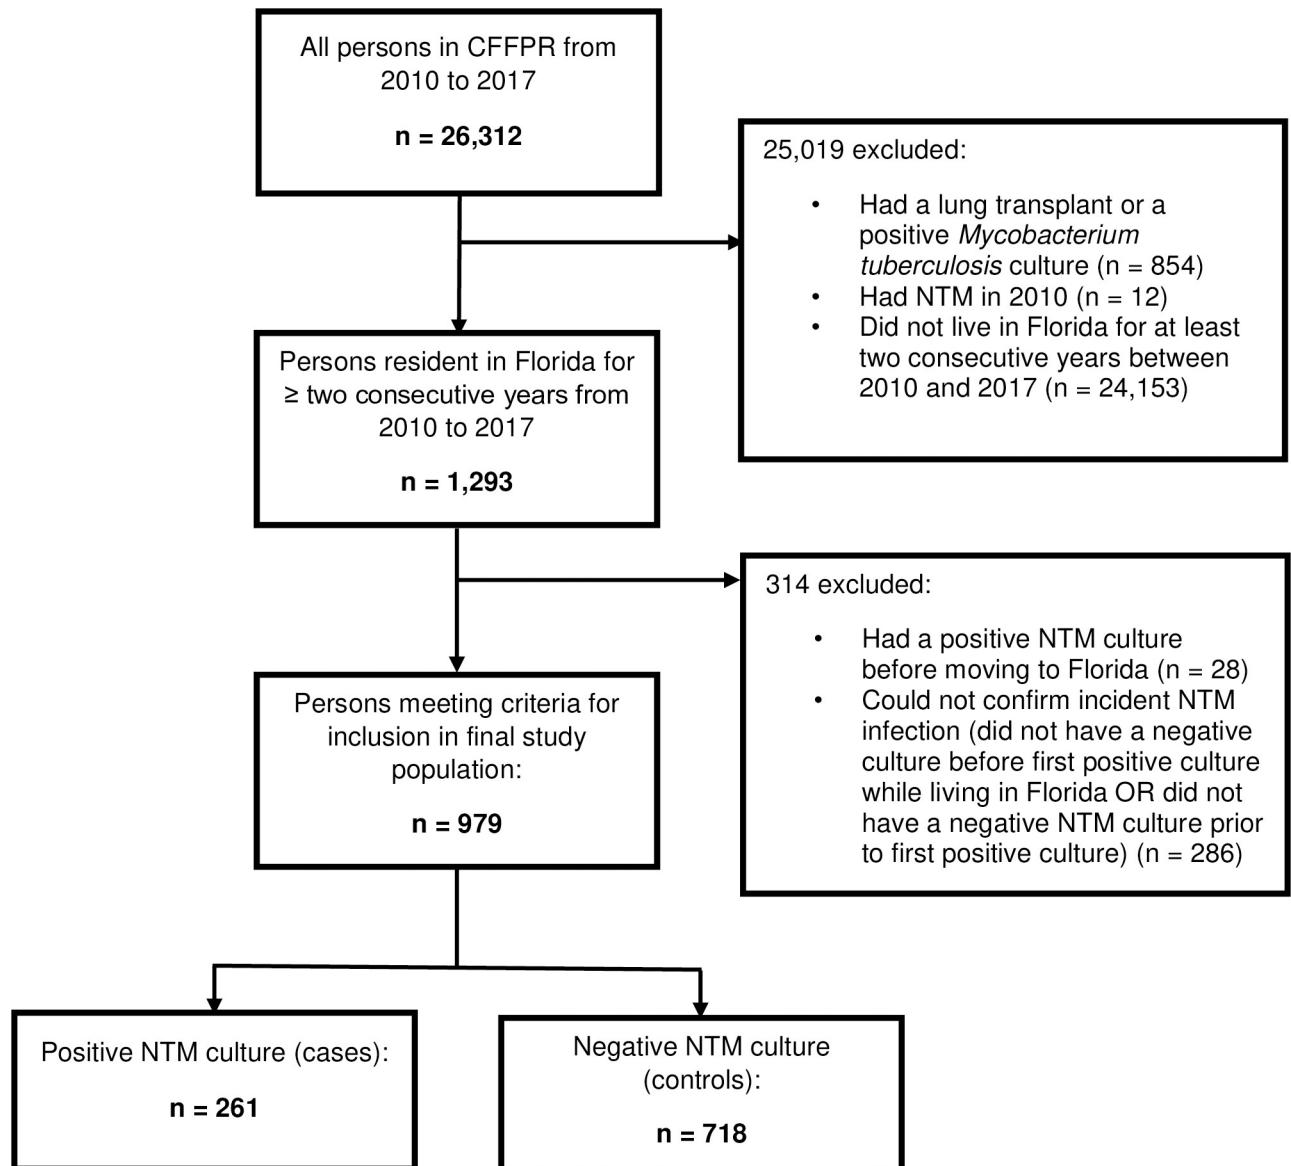 All persons in CFFPR from
2010 to 2017
n = 26,312
25,019 excluded:
• Had a lung transplant or a
positive Mycobacterium
tuberculosis culture (n = 854)
• Had NTM in 2010 (n = 12)
• Did not live in Florida for at least
two consecutive years between
2010 and 2017 (n = 24,153)
Persons resident in Florida for
≥ two consecutive years from
2010 to 2017
n = 1,293
314 excluded:
• Had a positive NTM culture
before moving to Florida (n = 28)
• Could not confirm incident NTM
infection (did not have a negative
culture before first positive culture
while living in Florida OR did not
have a negative NTM culture prior
to first positive culture) (n = 286)
Persons meeting criteria for
inclusion in final study
population:
n = 979
Positive NTM culture (cases):
n = 261
Negative NTM culture
(controls):
n = 718